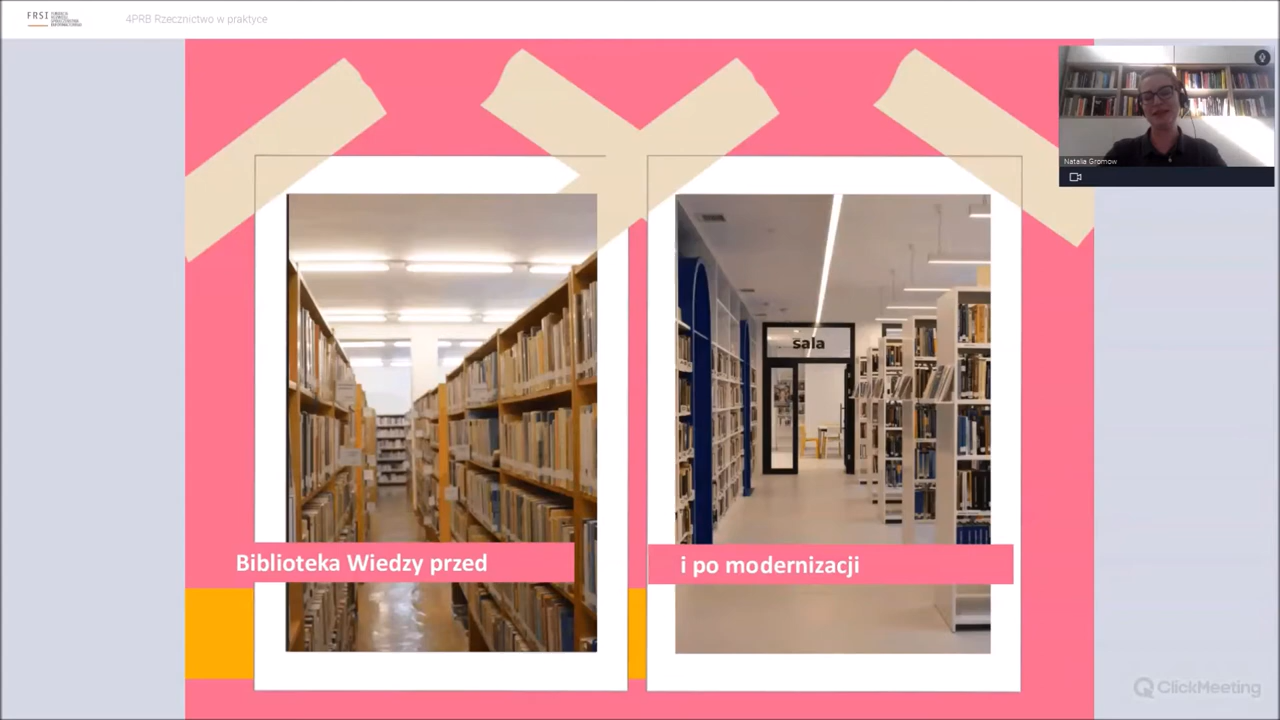 FRSI
4PRB Rzecznictwo w praktyce
Natalia Gromow
sala
Biblioteka Wiedzy przed
i po modernizacji
ClickMeeting